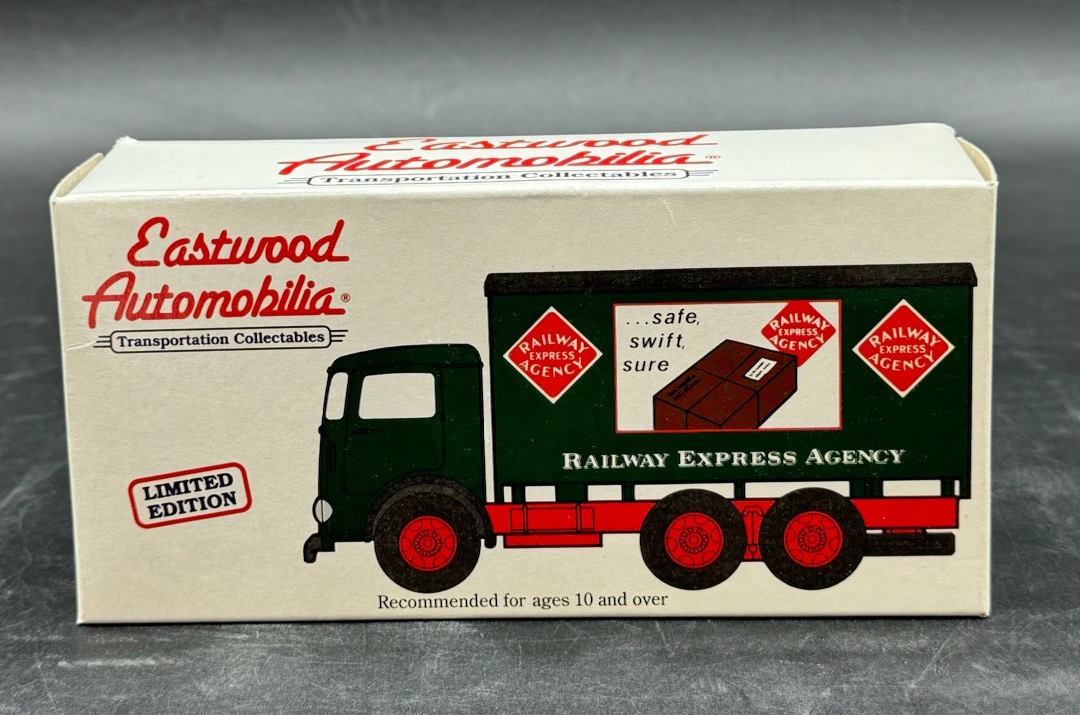 Eastwood
Automobilia®
Transportation Collectables
Eastwood
Automobilia®
Transportation Collectables
LIMITED
EDITION
RAILWAY
EXPRESS
AGENCY
...safe,
swift,
sure
RAILWAY
EXPRESS
AGENCY
RAILWAY
EXPRESS
AGENCY
RAILWAY EXPRESS AGENCY
Recommended for ages 10 and over